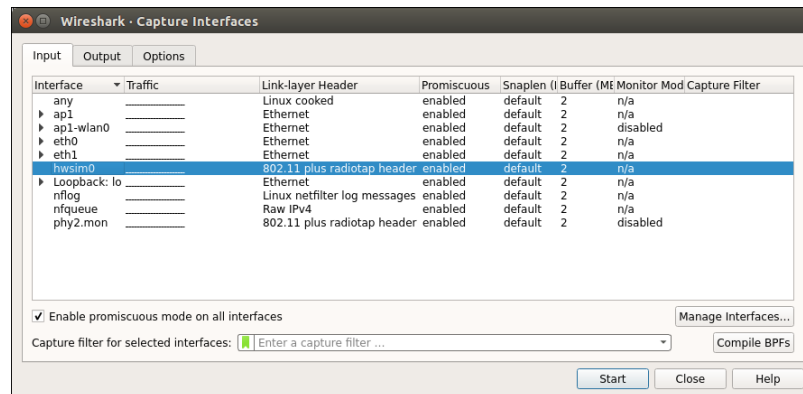 Wireshark · Capture Interfaces
Input Output Options
Interface Traffic Link-layer Header Promiscuous Snaplen (I Buffer (ME Monitor Mod Capture Filter
any Linux cooked enabled default 2 n/a
ap1 Ethernet enabled default 2 n/a
ap1-wlan0 Ethernet enabled default 2 disabled
eth0 Ethernet enabled default 2 n/a
eth1 Ethernet enabled default 2 n/a
hwsim0 802.11 plus radiotap header enabled default 2 n/a
Loopback: lo Ethernet enabled default 2 n/a
nflog Linux netfilter log messages enabled default 2 n/a
nfqueue Raw IPv4 enabled default 2 n/a
phy2.mon 802.11 plus radiotap header enabled default 2 disabled
Enable promiscuous mode on all interfaces Manage Interfaces...
Capture filter for selected interfaces: Enter a capture filter ... Compile BPFs
Start Close Help